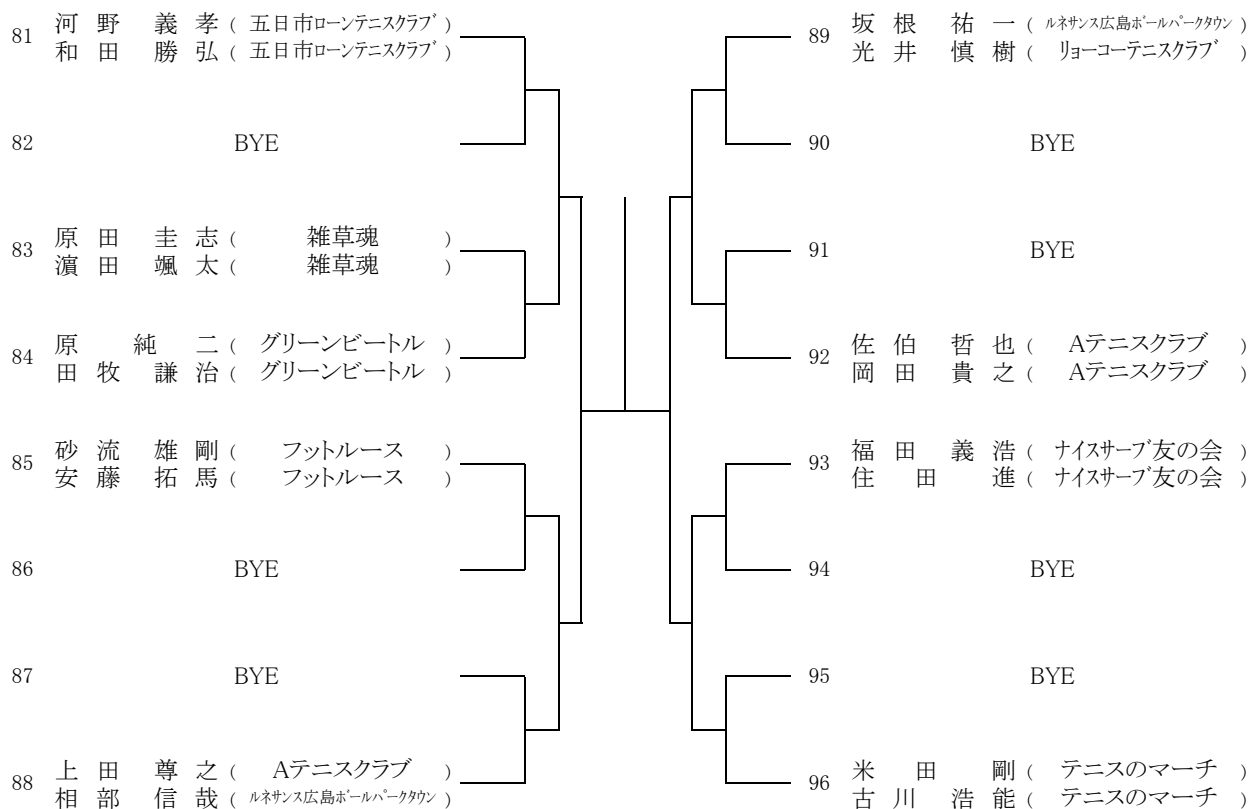 81 河野 義孝 ( 五日市ローンテニスクラブ )
和田 勝弘 ( 五日市ローンテニスクラブ )
82 BYE
83 原田 圭志 ( 雑草魂 )
濵田 颯太 ( 雑草魂 )
84 原 純二 ( グリーンビートル )
田牧 謙治 ( グリーンビートル )
85 砂流 雄剛 ( フットルース )
安藤 拓馬 ( フットルース )
86 BYE
87 BYE
88 上田 尊之 ( Aテニスクラブ )
相部 信哉 ( ルネサンス広島ボールパークタウン )
89 坂根 祐一 ( ルネサンス広島ボールパークタウン )
光井 慎樹 ( リョーコーテニスクラブ )
90 BYE
91 BYE
92 佐伯 哲也 ( Aテニスクラブ )
岡田 貴之 ( Aテニスクラブ )
93 福田 義浩 ( ナイスサーブ友の会 )
住田 進 ( ナイスサーブ友の会 )
94 BYE
95 BYE
96 米田 剛 ( テニスのマーチ )
古川 浩能 ( テニスのマーチ )